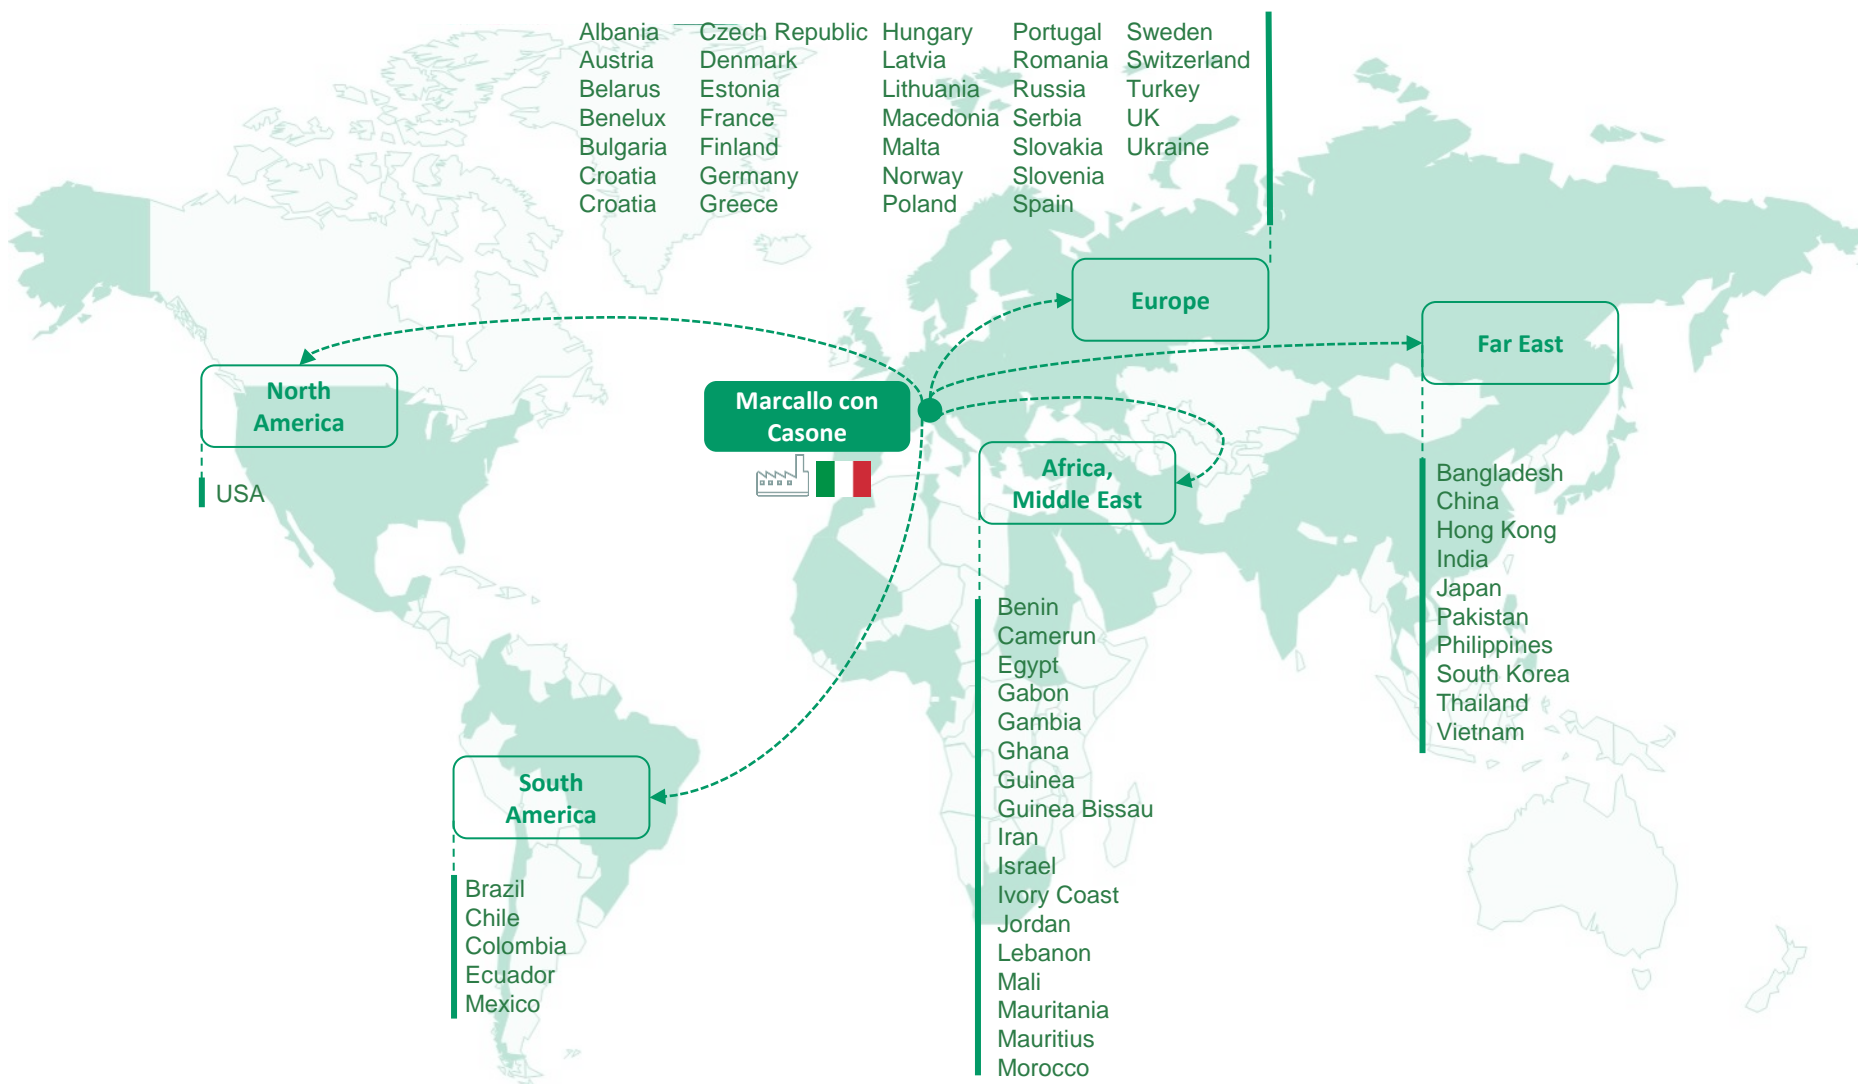 Albania
Austria
Belarus
Benelux
Bulgaria
Croatia
Croatia
Czech Republic
Denmark
Estonia
France
Finland
Germany
Greece
Hungary
Latvia
Lithuania
Macedonia
Malta
Norway
Poland
Portugal
Romania
Russia
Serbia
Slovakia
Slovenia
Spain
Sweden
Switzerland
Turkey
UK
Ukraine
Europe
Far East
North
America
USA
Marcallo con
Casone
Africa,
Middle East
Bangladesh
China
Hong Kong
India
Japan
Pakistan
Philippines
South Korea
Thailand
Vietnam
Benin
Camerun
Egypt
Gabon
Gambia
Ghana
Guinea
Guinea Bissau
Iran
Israel
Ivory Coast
Jordan
Lebanon
Mali
Mauritania
Mauritius
Morocco
South
America
Brazil
Chile
Colombia
Ecuador
Mexico